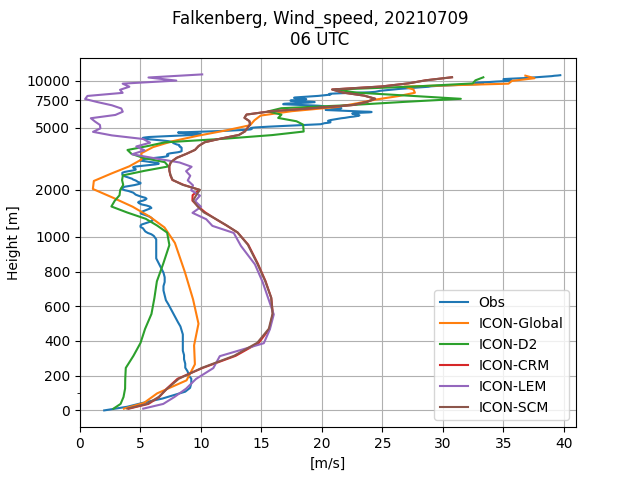 Falkenberg, Wind_speed, 20210709
06 UTC
10000
7500
5000
2000
1000
800
600
400
200
0
Height [m]
0 5 10 15 20 25 30 35 40
[m/s]
Obs
ICON-Global
ICON-D2
ICON-CRM
ICON-LEM
ICON-SCM